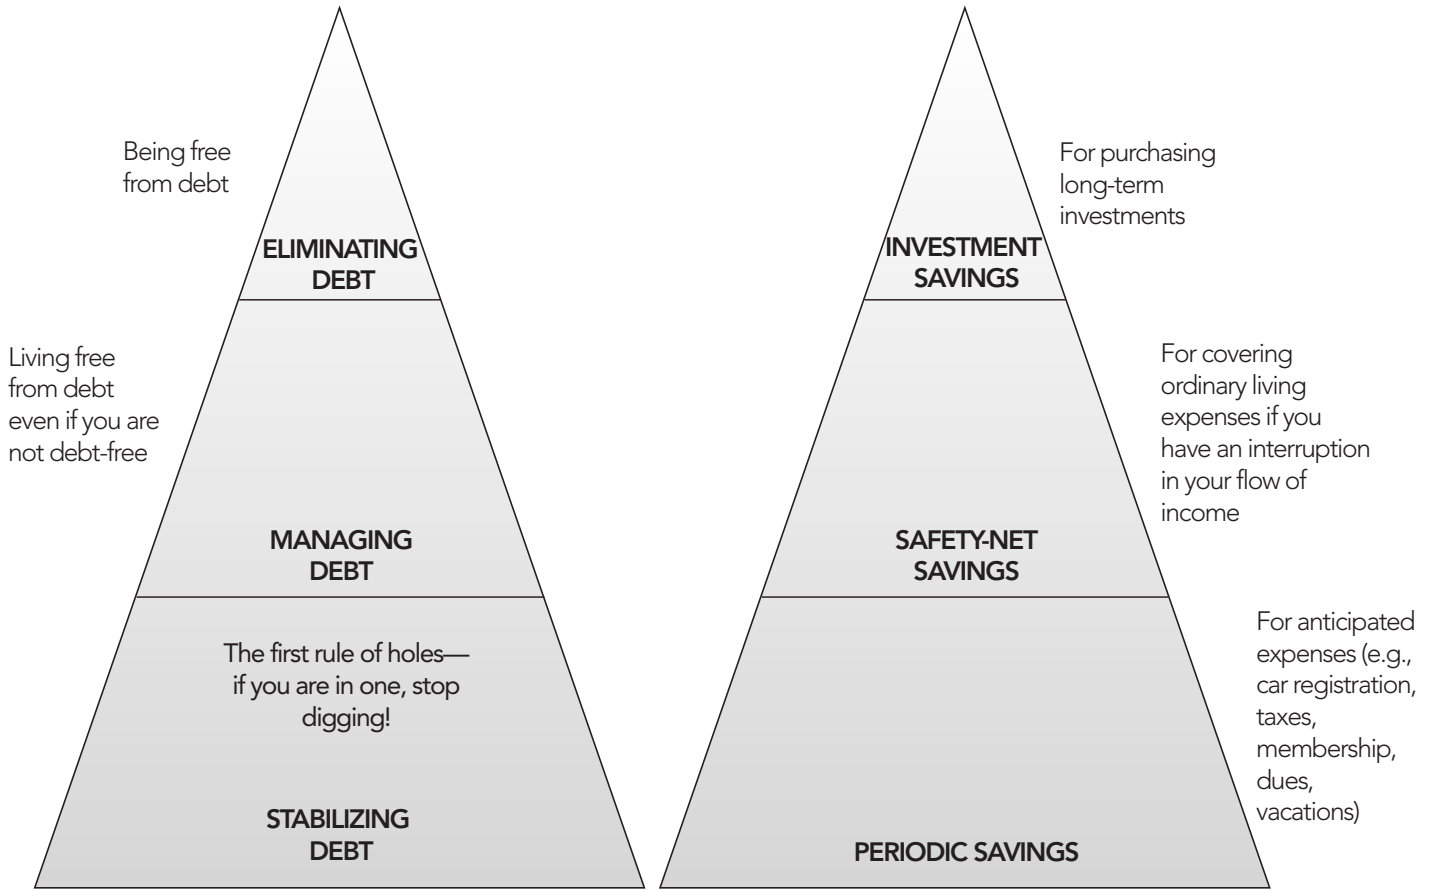 Being free
from debt
ELIMINATING
DEBT
Living free
from debt
even if you are
not debt-free
MANAGING
DEBT
The first rule of holes—
if you are in one, stop
digging!
STABILIZING
DEBT
For purchasing
long-term
investments
INVESTMENT
SAVINGS
For covering
ordinary living
expenses if you
have an interruption
in your flow of
income
SAFETY-NET
SAVINGS
For anticipated
expenses (e.g.,
car registration,
taxes,
membership,
dues,
vacations)
PERIODIC SAVINGS